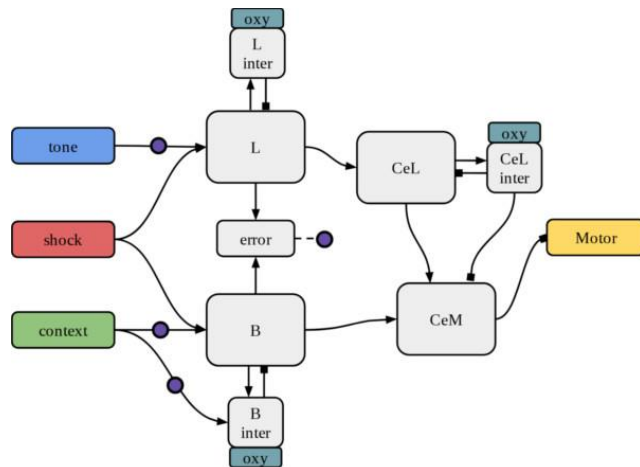 oxy
L
inter
tone
L
CeL
oxy
CeL
inter
shock
error
Motor
context
B
CeM
B
inter
oxy